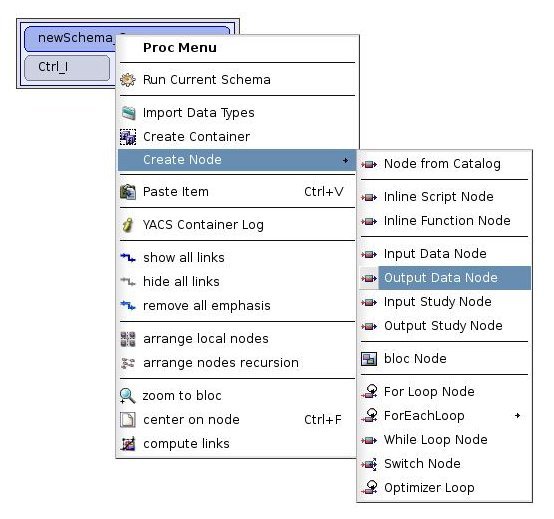 newSchema_
Ctrl_I
Proc Menu
Run Current Schema
Import Data Types
Create Container
Create Node
Paste Item Ctrl+V
YACS Container Log
show all links
hide all links
remove all emphasis
arrange local nodes
arrange nodes recursion
zoom to bloc
center on node Ctrl+F
compute links
Node from Catalog
Inline Script Node
Inline Function Node
Input Data Node
Output Data Node
Input Study Node
Output Study Node
bloc Node
For Loop Node
ForEachLoop
While Loop Node
Switch Node
Optimizer Loop